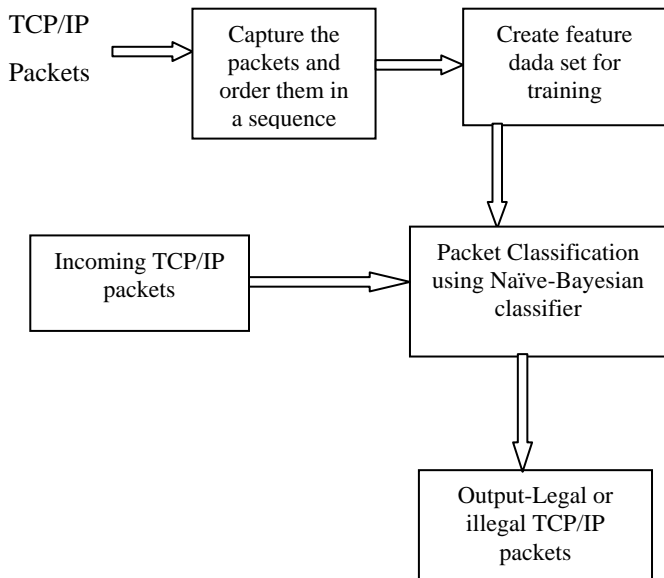 TCP/IP
Packets
Capture the
packets and
order them in
a sequence
Create feature
dada set for
training
Incoming TCP/IP
packets
Packet Classification
using Naïve-Bayesian
classifier
Output-Legal or
illegal TCP/IP
packets